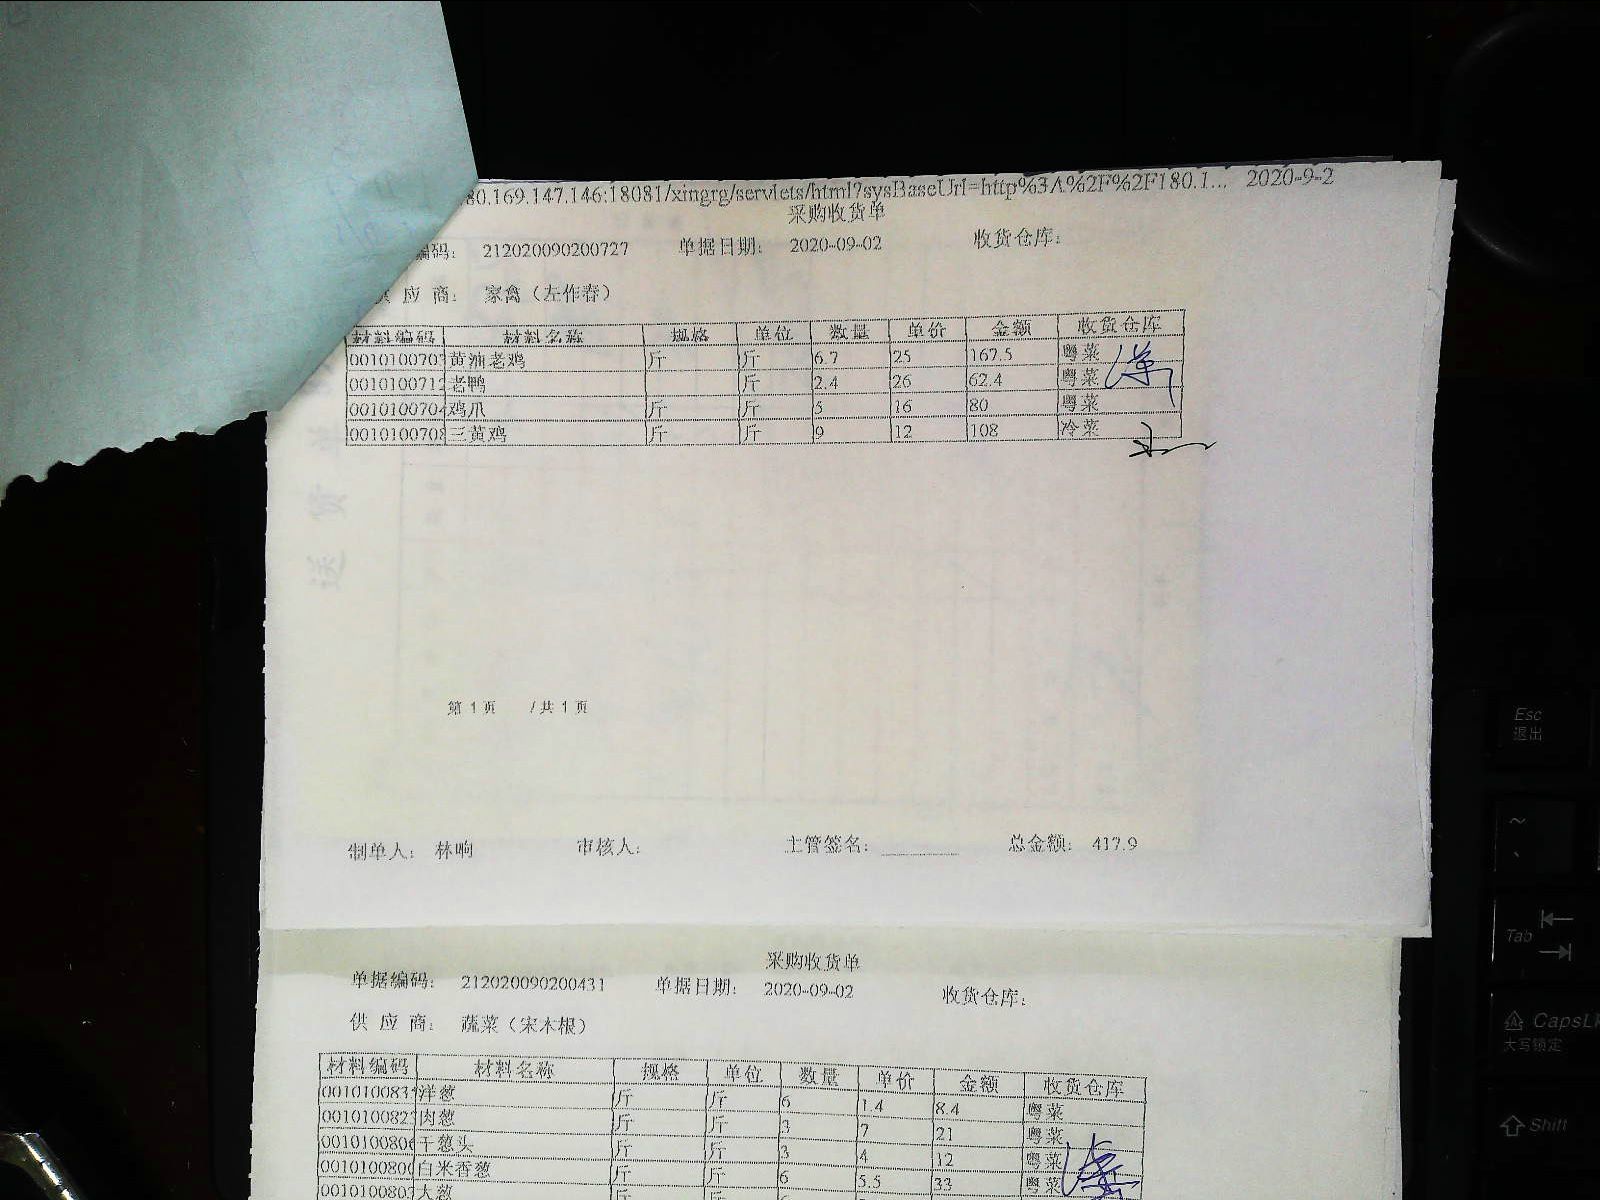 80.169.147.146:18081/xingrg/servlets/html?sysBaseUrl=http%3A%2F%2F180.1... 2020-9-2
采购收货单
编码: 212020090200727 单据日期: 2020-09-02 收货仓库:
供 应 商: 家禽（左作春）
材料编码 材料名称 规格 单位 数量 单价 金额 收货仓库
001010070 黄油老鸡 斤 斤 6.7 25 167.5 粤菜
001010071 老鸭 斤 2.4 26 62.4 粤菜
001010070 鸡爪 斤 斤 5 16 80 粤菜
001010070 三黄鸡 斤 斤 9 12 108 冷菜
第 1 页 / 共 1 页
制单人: 林响 审核人: 主管签名: 总金额: 417.9
采购收货单
单据编码: 212020090200431 单据日期: 2020-09-02 收货仓库:
供 应 商: 蔬菜（宋木根）
材料编码 材料名称 规格 单位 数量 单价 金额 收货仓库
001010083 洋葱 斤 斤 6 1.4 8.4 粤菜
001010082 肉葱 斤 斤 3 7 21 粤菜
001010080 干葱头 斤 斤 3 4 12 粤菜
001010080 白米香葱 斤 斤 6 5.5 33 粤菜
001010080 大葱
Esc
退出
~
Tab
CapsL
大写锁定
Shift